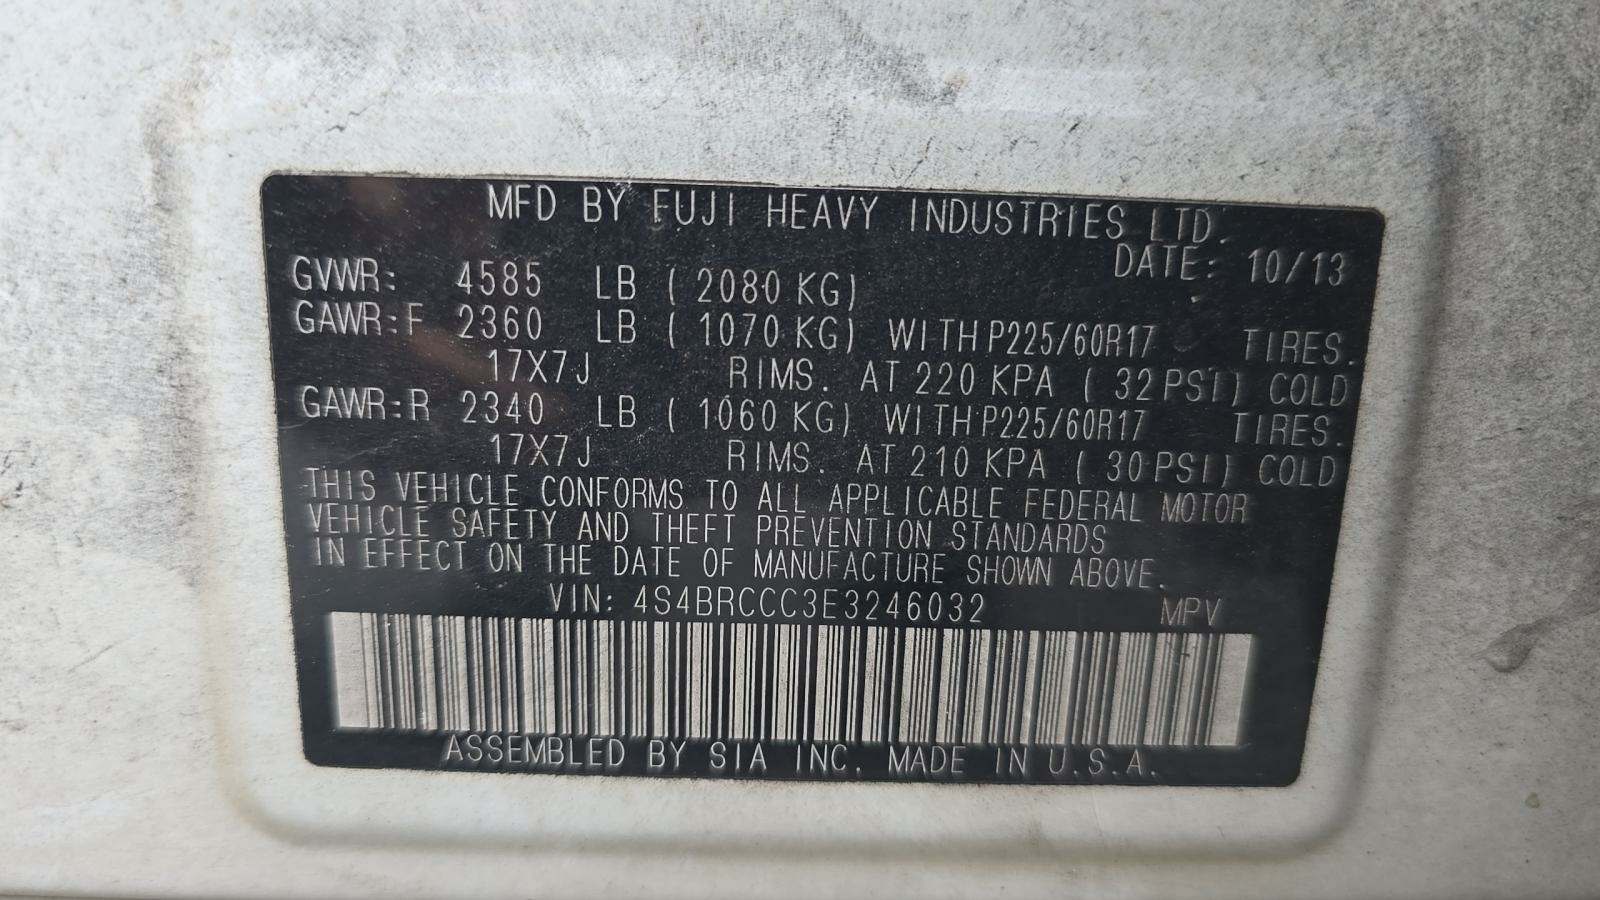 MFD BY FUJI HEAVY INDUSTRIES LTD.
DATE: 10/13
GVWR: 4585 LB ( 2080 KG)
GAWR:F 2360 LB ( 1070 KG) WITH P225/60R17 TIRES.
17X7J RIMS. AT 220 KPA ( 32 PSI) COLD
GAWR:R 2340 LB ( 1060 KG) WITH P225/60R17 TIRES.
17X7J RIMS. AT 210 KPA ( 30 PSI) COLD
THIS VEHICLE CONFORMS TO ALL APPLICABLE FEDERAL MOTOR
VEHICLE SAFETY AND THEFT PREVENTION STANDARDS
IN EFFECT ON THE DATE OF MANUFACTURE SHOWN ABOVE.
VIN: 4S4BRCCC3E3246032 MPV
ASSEMBLED BY SIA INC. MADE IN U.S.A.